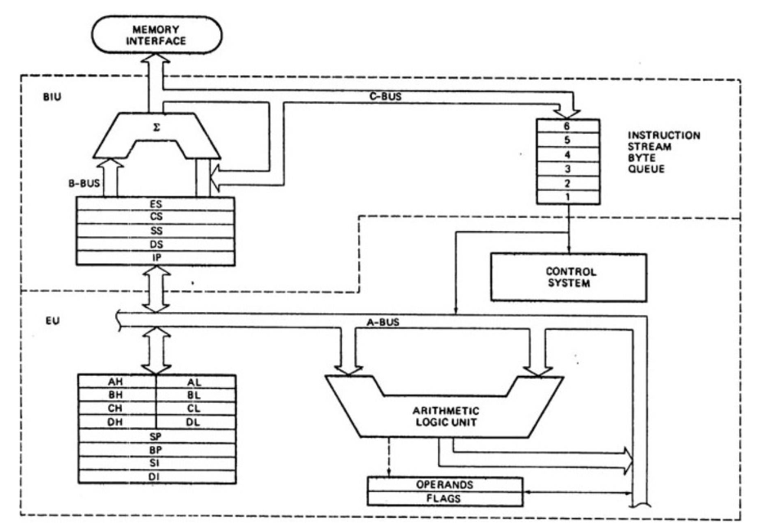 MEMORY
INTERFACE
BIU
C-BUS
Σ
B-BUS
6
5
4
3
2
1
INSTRUCTION
STREAM
BYTE
QUEUE
ES
CS
SS
DS
IP
CONTROL
SYSTEM
EU
A-BUS
AH AL
BH BL
CH CL
DH DL
SP
BP
SI
DI
ARITHMETIC
LOGIC UNIT
OPERANDS
FLAGS